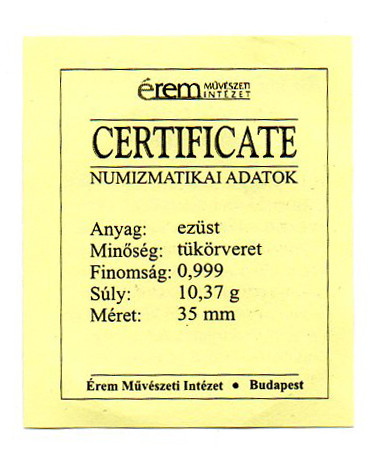 érem MŰVÉSZETI
INTÉZET
CERTIFICATE
NUMIZMATIKAI ADATOK
Anyag: ezüst
Minőség: tükörveret
Finomság: 0,999
Súly: 10,37 g
Méret: 35 mm
Érem Művészeti Intézet • Budapest